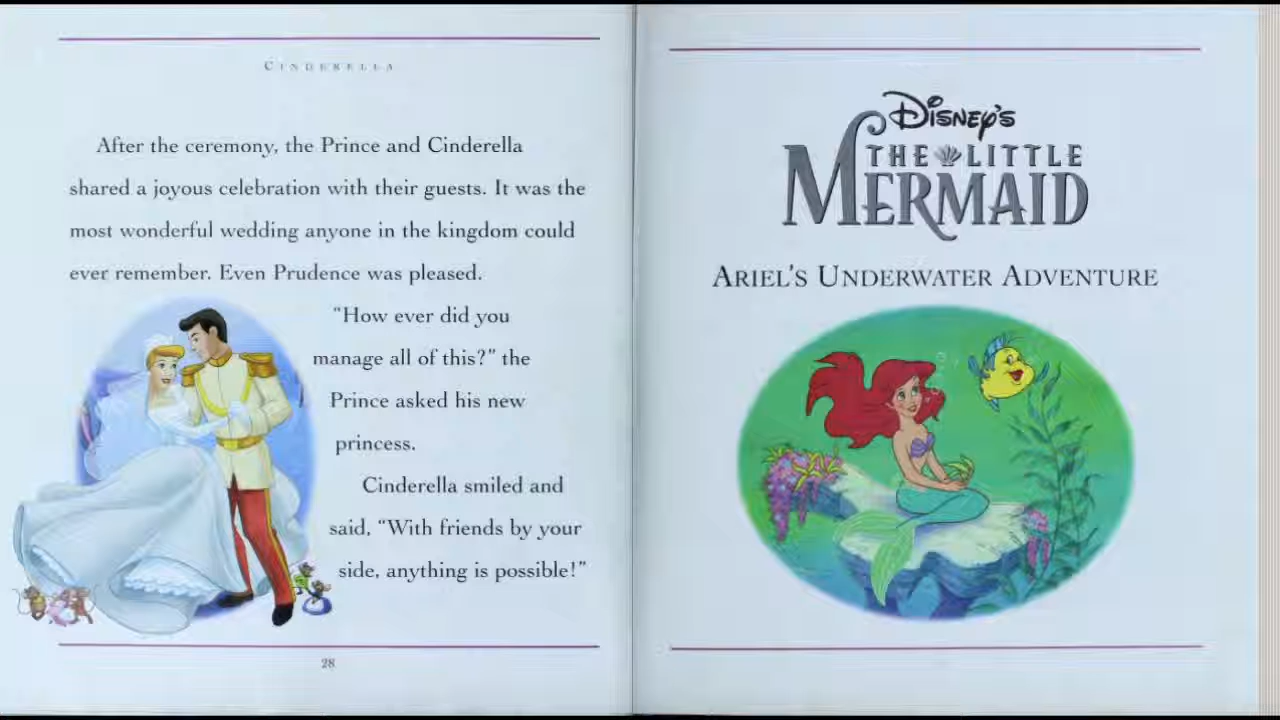 CINDERELLA
After the ceremony, the Prince and Cinderella
shared a joyous celebration with their guests. It was the
most wonderful wedding anyone in the kingdom could
ever remember. Even Prudence was pleased.
"How ever did you
manage all of this?" the
Prince asked his new
princess.
Cinderella smiled and
said, "With friends by your
side, anything is possible!"
28
DISNEY'S
THE LITTLE
MERMAID
ARIEL'S UNDERWATER ADVENTURE